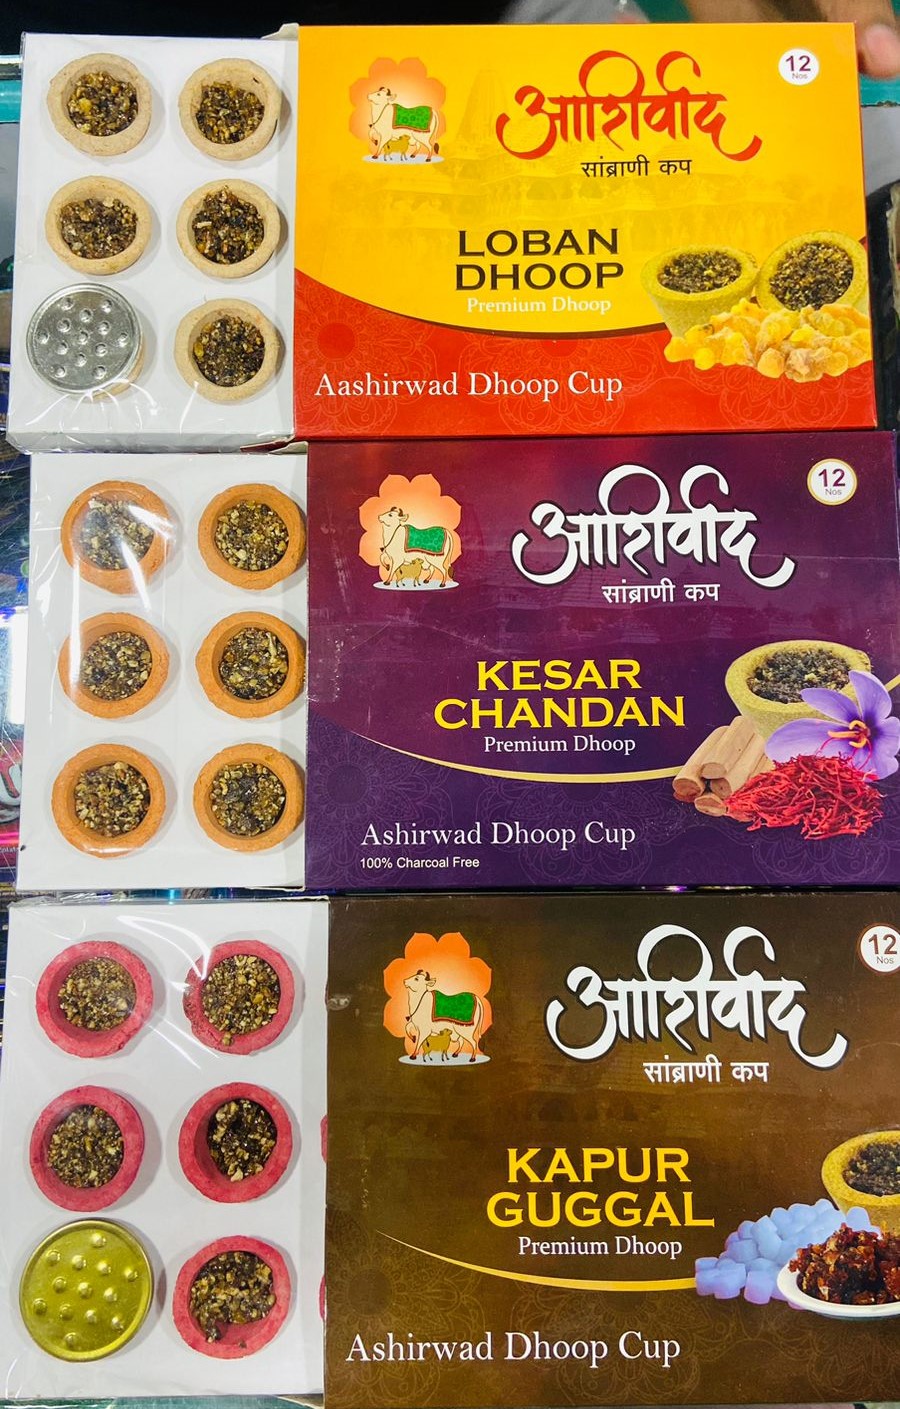 12
Nos
आशिर्वाद
सांब्राणी कप
LOBAN
DHOOP
Premium Dhoop
Aashirwad Dhoop Cup
12
Nos
आशिर्वाद
सांब्राणी कप
KESAR
CHANDAN
Premium Dhoop
Ashirwad Dhoop Cup
100% Charcoal Free
12
Nos
आशिर्वाद
सांब्राणी कप
KAPUR
GUGGAL
Premium Dhoop
Ashirwad Dhoop Cup